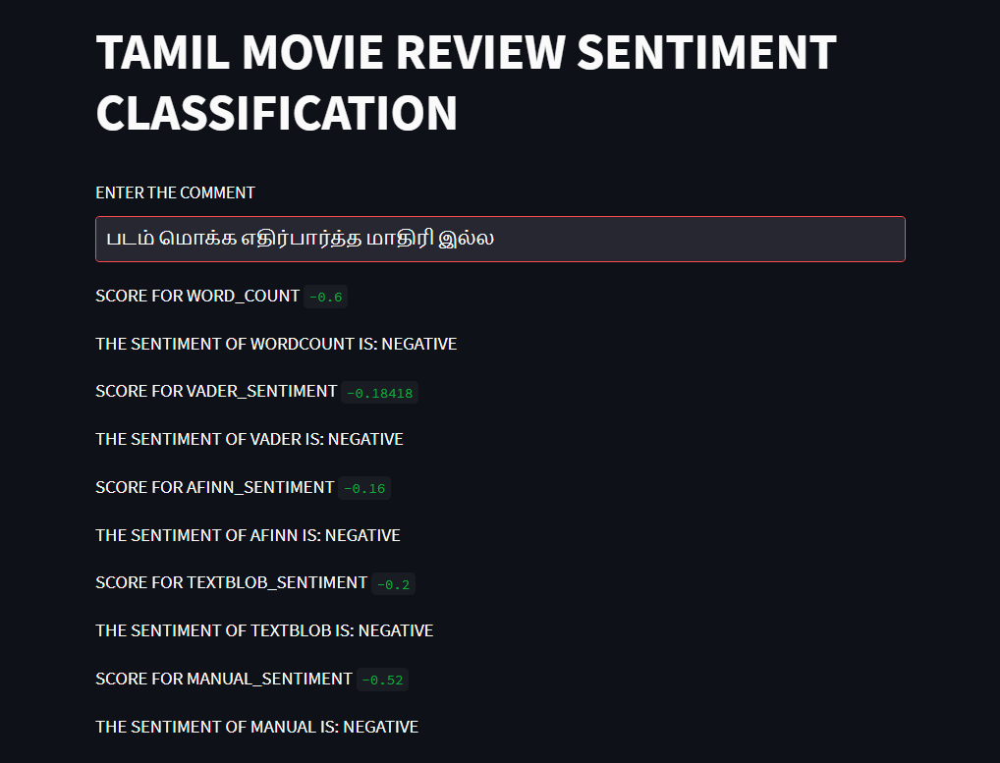 TAMIL MOVIE REVIEW SENTIMENT
CLASSIFICATION
ENTER THE COMMENT
படம் மொக்க எதிர்பார்த்த மாதிரி இல்ல
SCORE FOR WORD_COUNT -0.6
THE SENTIMENT OF WORDCOUNT IS: NEGATIVE
SCORE FOR VADER_SENTIMENT -0.18418
THE SENTIMENT OF VADER IS: NEGATIVE
SCORE FOR AFINN_SENTIMENT -0.16
THE SENTIMENT OF AFINN IS: NEGATIVE
SCORE FOR TEXTBLOB_SENTIMENT -0.2
THE SENTIMENT OF TEXTBLOB IS: NEGATIVE
SCORE FOR MANUAL_SENTIMENT -0.52
THE SENTIMENT OF MANUAL IS: NEGATIVE